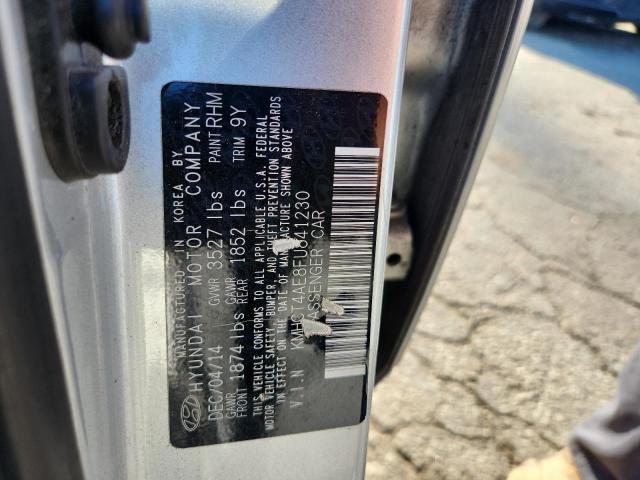 MANUFACTURED IN KOREA BY
HYUNDAI MOTOR COMPANY
DEC/04/14 GVWR 3527 lbs PAINT RHM
GAWR GAWR
FRONT 1874 lbs REAR 1852 lbs TRIM 9Y
THIS VEHICLE CONFORMS TO ALL APPLICABLE U.S.A. FEDERAL
MOTOR VEHICLE SAFETY, BUMPER, AND THEFT PREVENTION STANDARDS
IN EFFECT ON THE DATE OF MANUFACTURE SHOWN ABOVE
V.I.N KMHCT4AE8FU841230
PASSENGER CAR